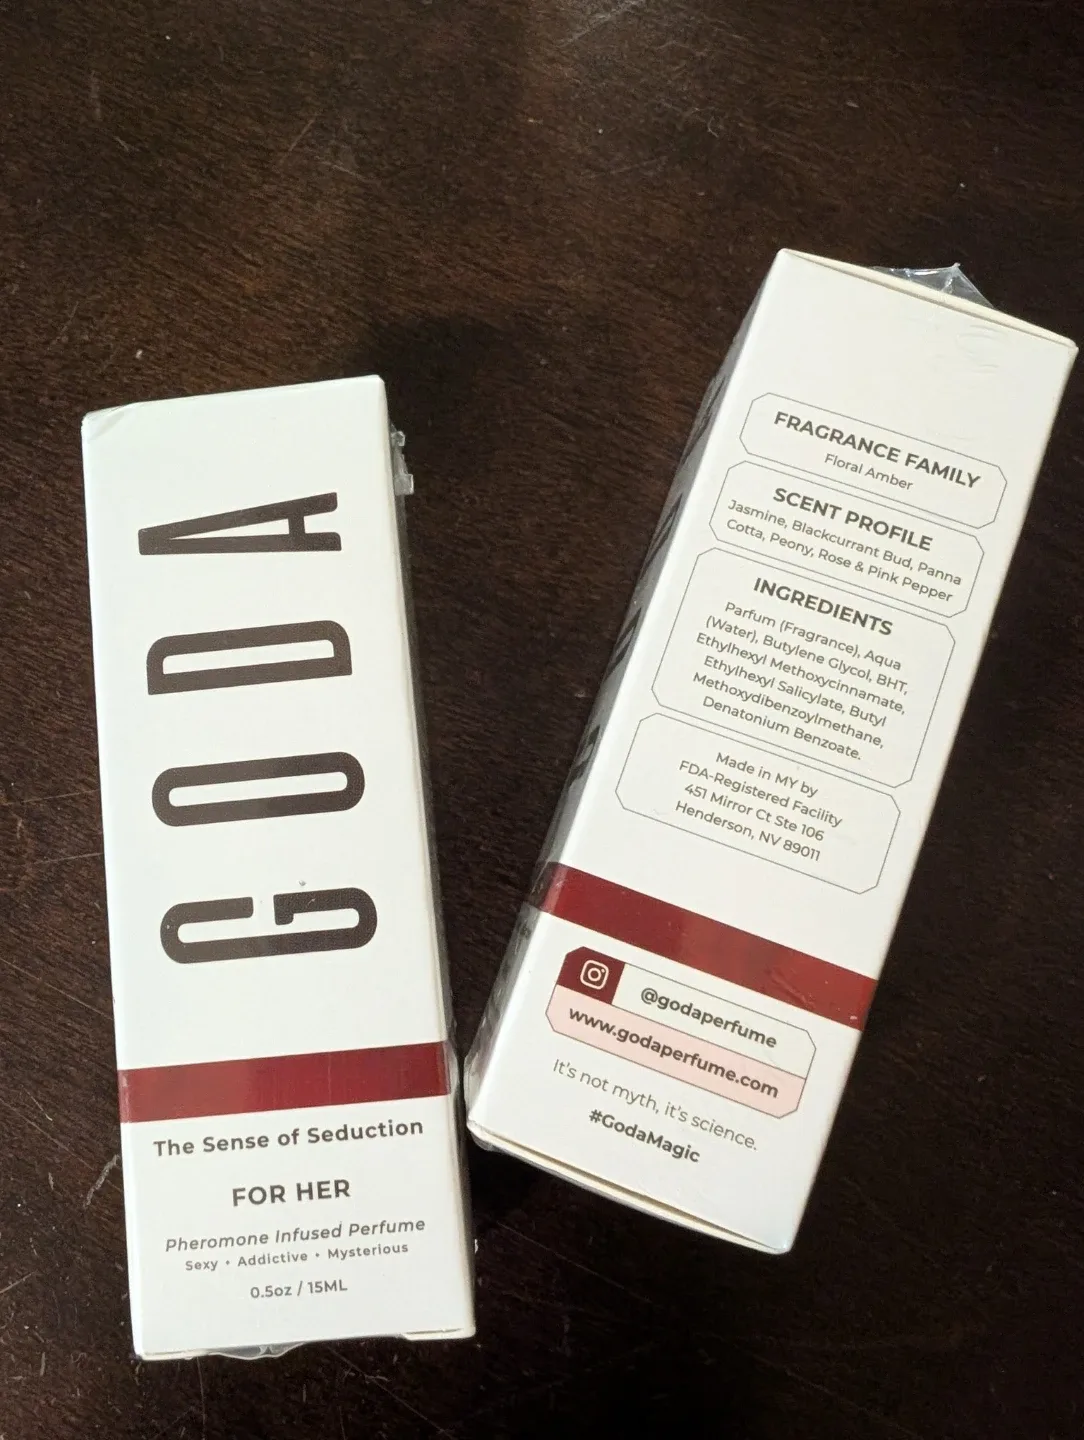 GODA
The Sense of Seduction
FOR HER
Pheromone Infused Perfume
Sexy • Addictive • Mysterious
0.5oz / 15ML
FRAGRANCE FAMILY
Floral Amber
SCENT PROFILE
Jasmine, Blackcurrant Bud, Panna
Cotta, Peony, Rose & Pink Pepper
INGREDIENTS
Parfum (Fragrance), Aqua
(Water), Butylene Glycol, BHT,
Ethylhexyl Methoxycinnamate,
Ethylhexyl Salicylate, Butyl
Methoxydibenzoylmethane,
Denatonium Benzoate.
Made in MY by
FDA-Registered Facility
451 Mirror Ct Ste 106
Henderson, NV 89011
@godaperfume
www.godaperfume.com
It's not myth, it's science.
#GodaMagic